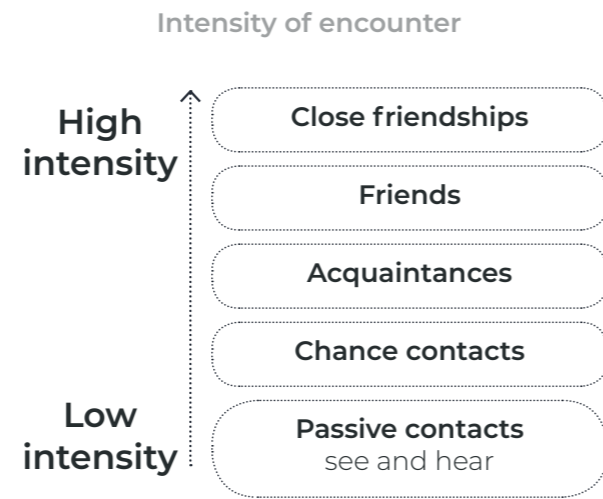 Intensity of encounter
High
intensity
Close friendships
Friends
Acquaintances
Chance contacts
Low
intensity
Passive contacts
see and hear